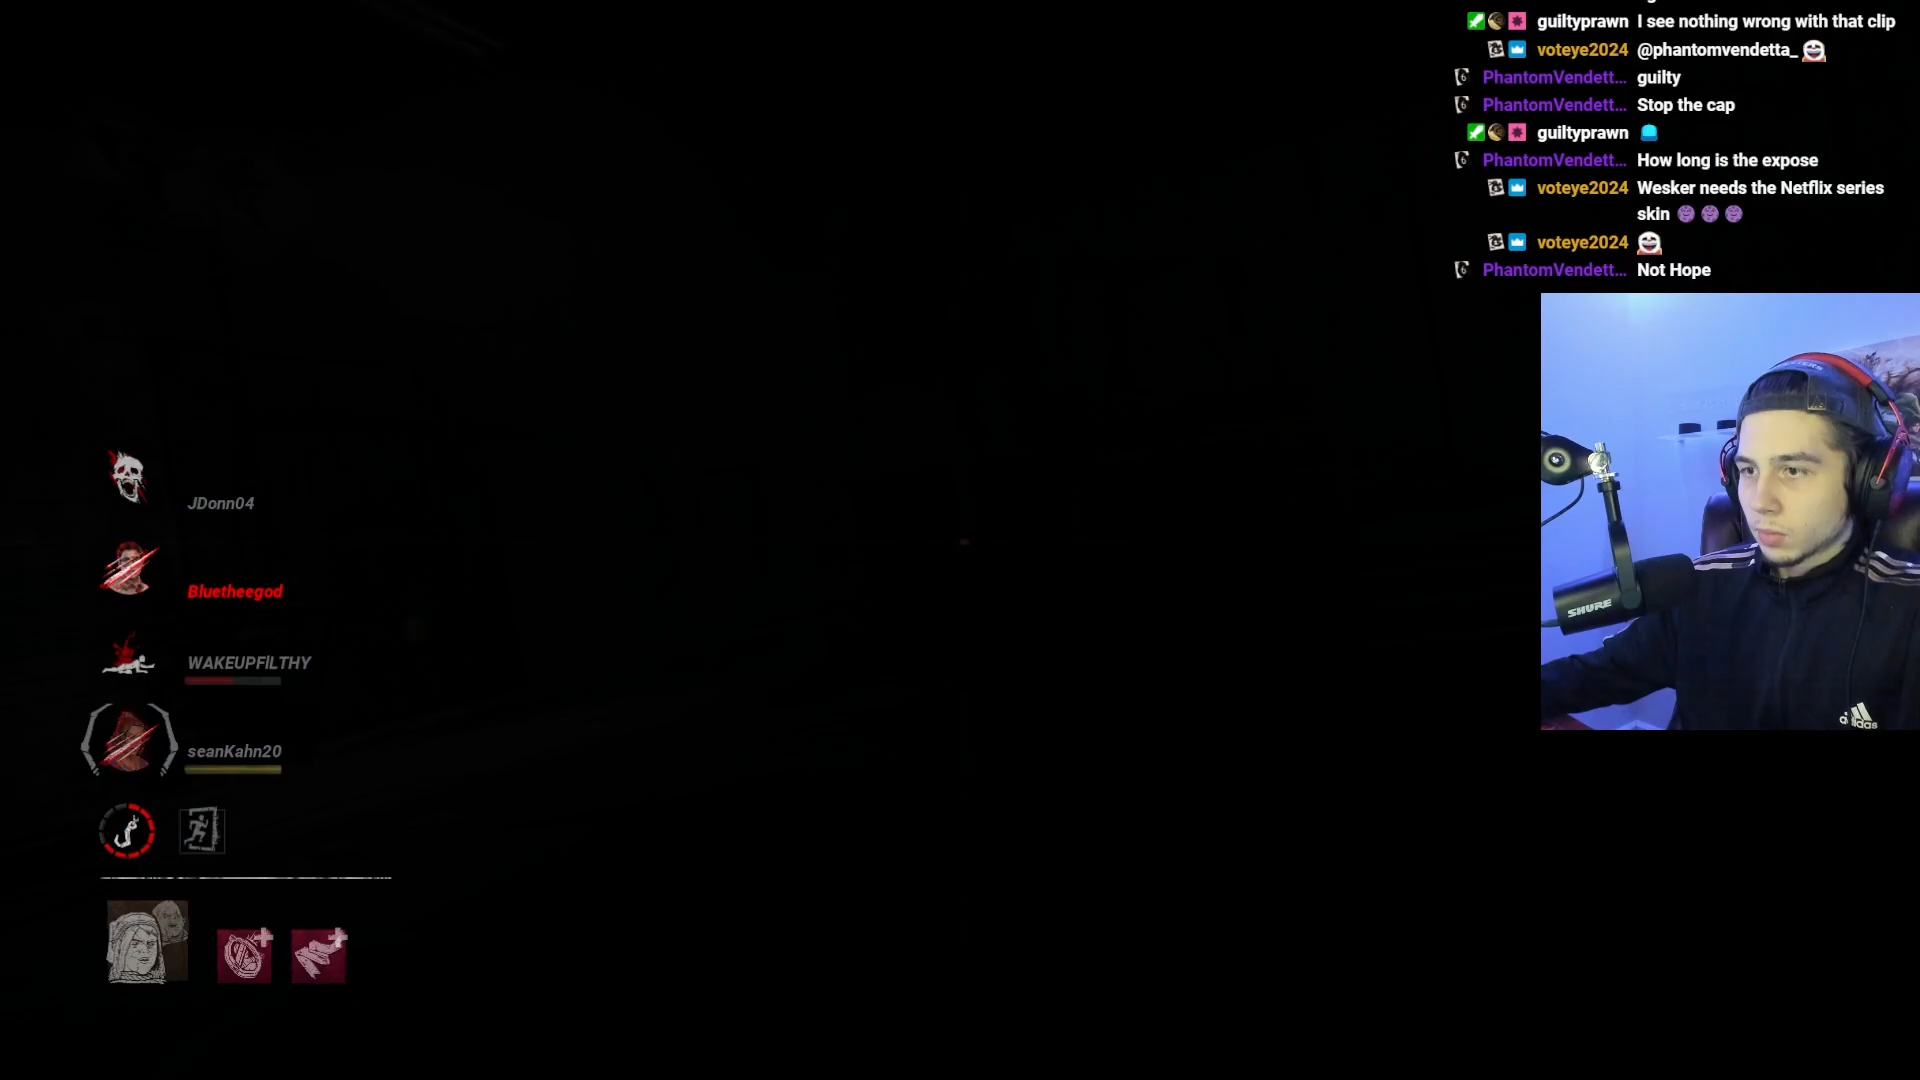 guiltyprawn I see nothing wrong with that clip
voteye2024 @phantomvendetta_
PhantomVendett... guilty
PhantomVendett... Stop the cap
guiltyprawn
PhantomVendett... How long is the expose
voteye2024 Wesker needs the Netflix series
skin
voteye2024
PhantomVendett... Not Hope
JDonn04
Bluetheegod
WAKEUPFILTHY
seanKahn20
SHURE
adidas